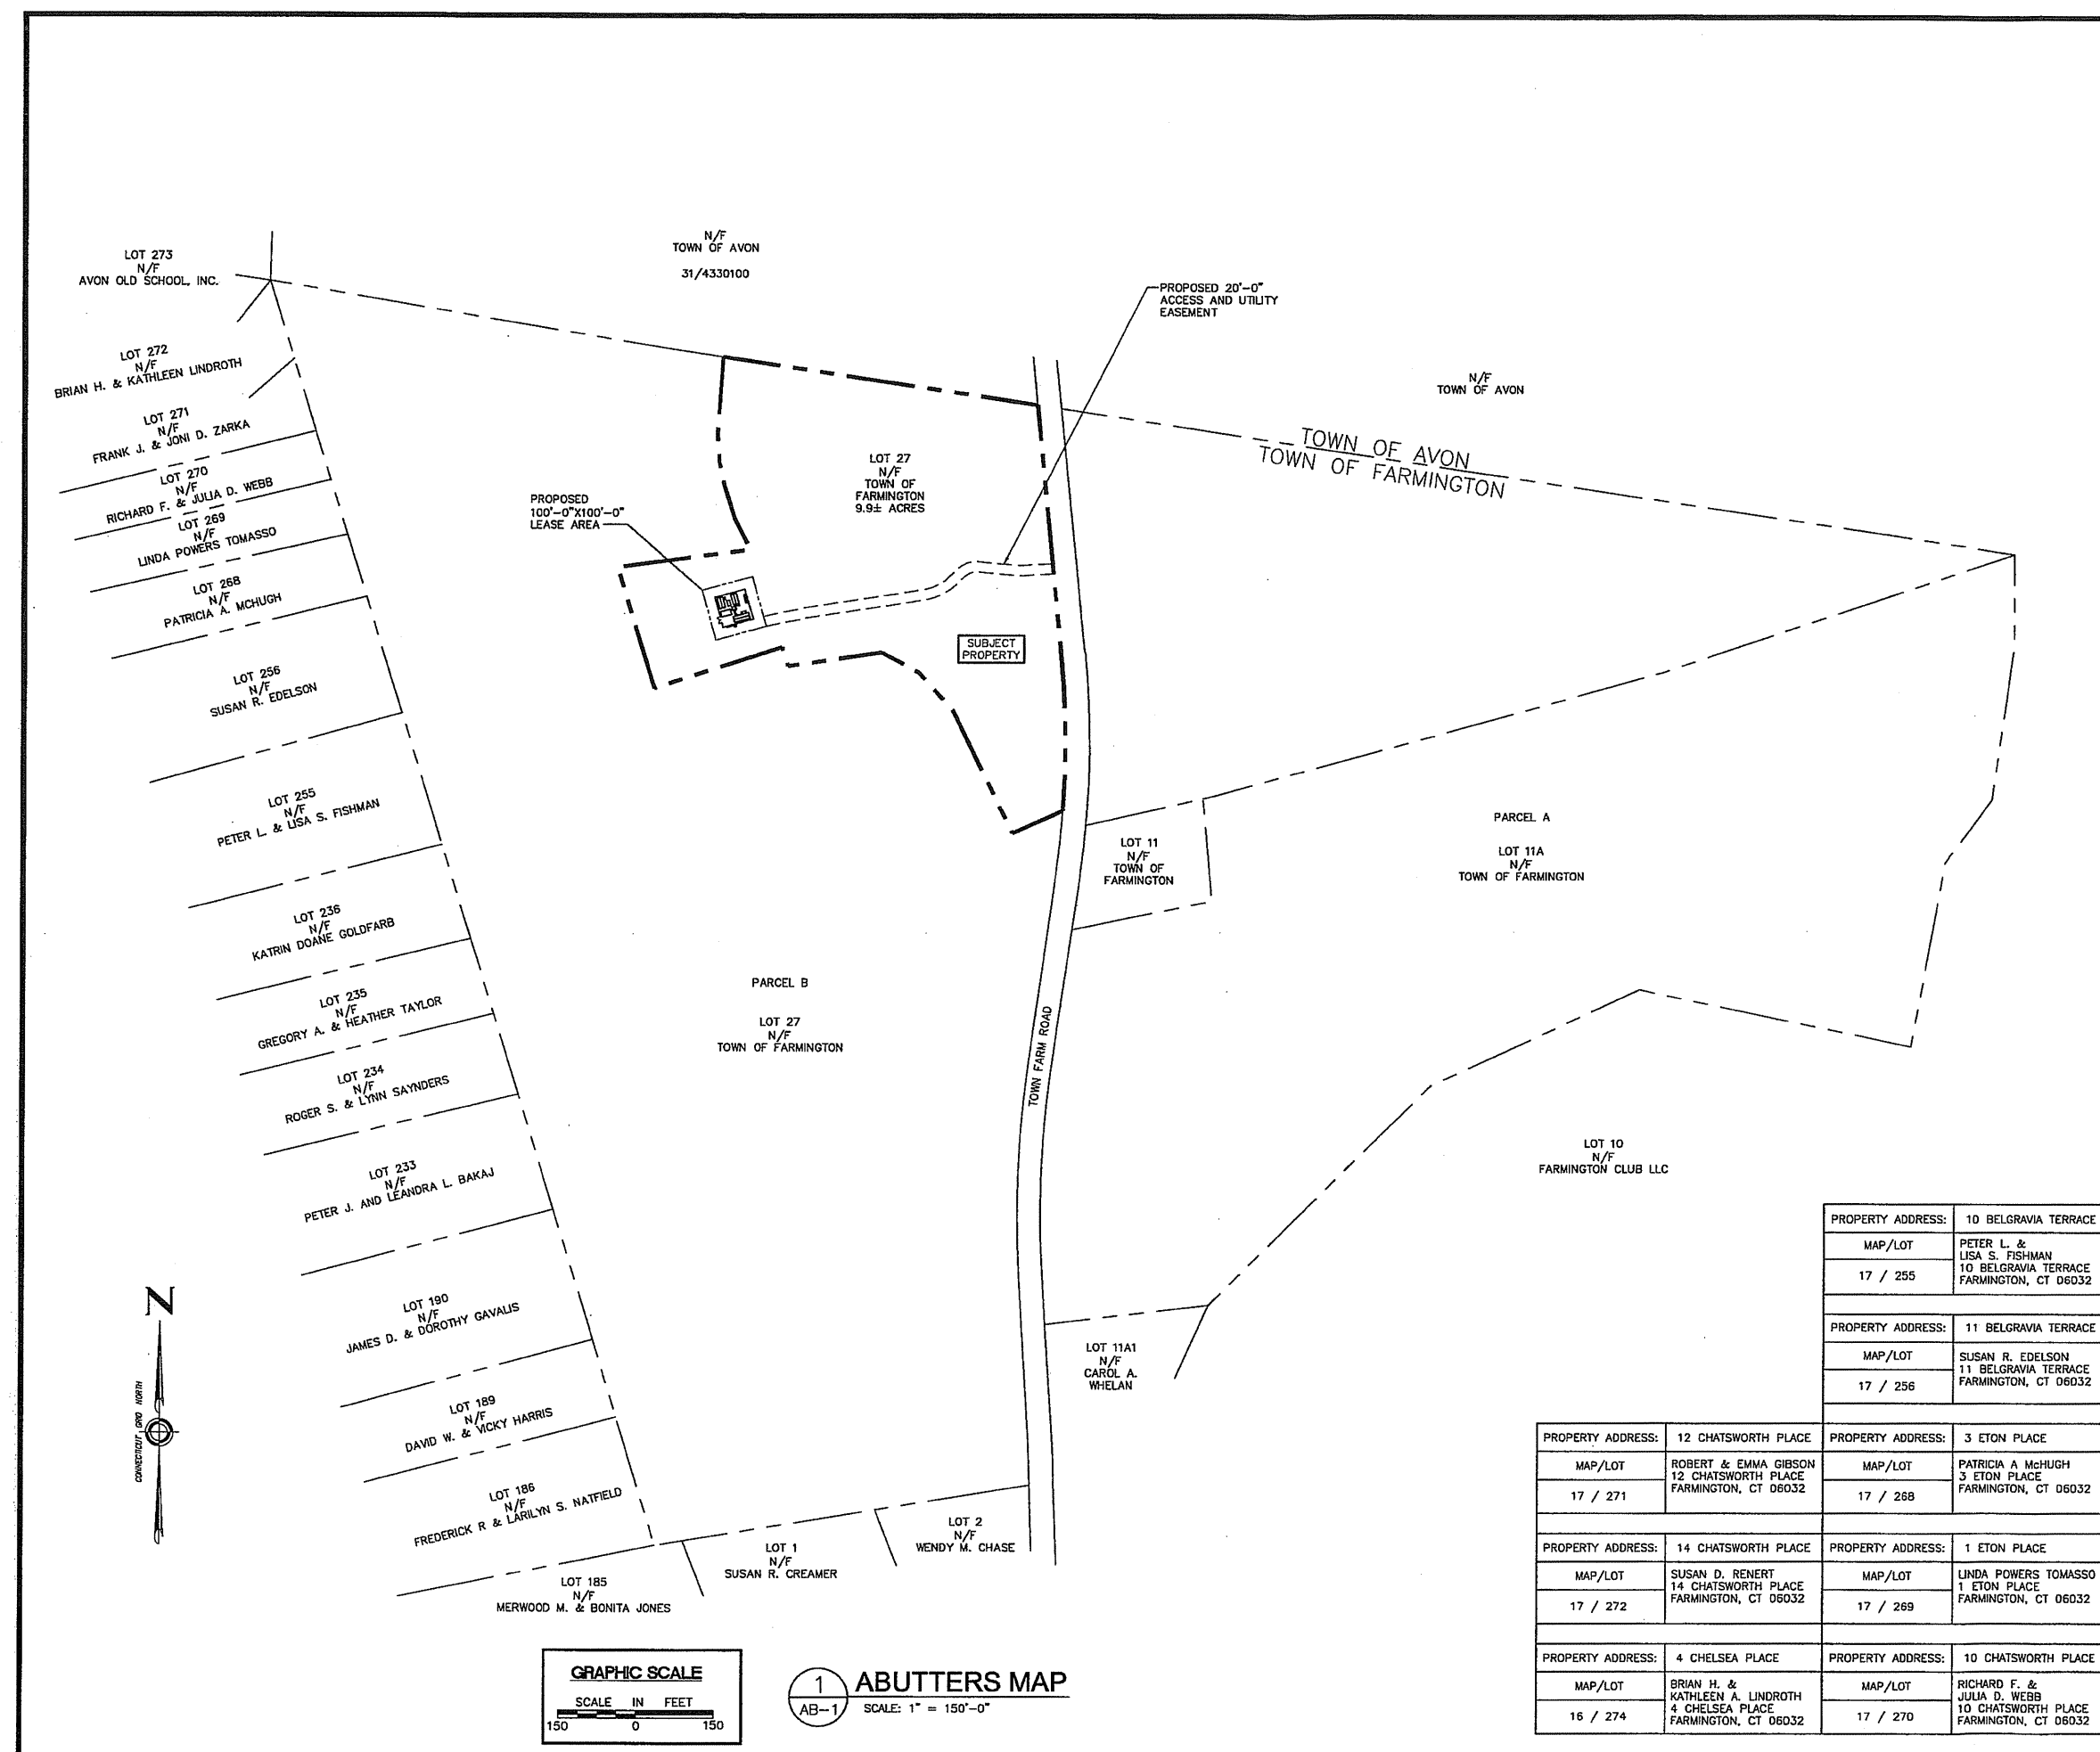 LOT 273
N/F
AVON OLD SCHOOL, INC.
N/F
TOWN OF AVON
31/4330100
PROPOSED 20'-0"
ACCESS AND UTILITY
EASEMENT
LOT 272
N/F
BRIAN H. & KATHLEEN LINDROTH
N/F
TOWN OF AVON
TOWN OF AVON
TOWN OF FARMINGTON
LOT 271
N/F
FRANK J. & JONI D. ZARKA
LOT 270
N/F
RICHARD F. & JULIA D. WEBB
LOT 269
N/F
LINDA POWERS TOMASSO
LOT 268
N/F
PATRICIA A. MCHUGH
PROPOSED
100'-0"X100'-0"
LEASE AREA
LOT 27
N/F
TOWN OF
FARMINGTON
9.9± ACRES
SUBJECT
PROPERTY
LOT 256
N/F
SUSAN R. EDELSON
LOT 255
N/F
PETER L. & LISA S. FISHMAN
LOT 11
N/F
TOWN OF
FARMINGTON
PARCEL A
LOT 11A
N/F
TOWN OF FARMINGTON
LOT 236
N/F
KATRIN DOANE GOLDFARB
LOT 235
N/F
GREGORY A. & HEATHER TAYLOR
PARCEL B
LOT 27
N/F
TOWN OF FARMINGTON
TOWN FARM ROAD
LOT 234
N/F
ROGER S. & LYNN SAYNDERS
LOT 233
N/F
PETER J. AND LEANDRA L. BAKAJ
LOT 10
N/F
FARMINGTON CLUB LLC
LOT 190
N/F
JAMES D. & DOROTHY GAVALIS
LOT 11A1
N/F
CAROL A.
WHELAN
LOT 189
N/F
DAVID W. & VICKY HARRIS
LOT 186
N/F
FREDERICK R & LARILYN S. NATFIELD
LOT 185
N/F
MERWOOD M. & BONITA JONES
LOT 1
N/F
SUSAN R. CREAMER
LOT 2
N/F
WENDY M. CHASE
N
CONNECTICUT GRID NORTH
GRAPHIC SCALE
SCALE IN FEET
150 0 150
1
AB-1
ABUTTERS MAP
SCALE: 1" = 150'-0"
PROPERTY ADDRESS: 10 BELGRAVIA TERRACE
MAP/LOT
17 / 255
PETER L. &
LISA S. FISHMAN
10 BELGRAVIA TERRACE
FARMINGTON, CT 06032
PROPERTY ADDRESS: 11 BELGRAVIA TERRACE
MAP/LOT
17 / 256
SUSAN R. EDELSON
11 BELGRAVIA TERRACE
FARMINGTON, CT 06032
PROPERTY ADDRESS: 12 CHATSWORTH PLACE
MAP/LOT
17 / 271
ROBERT & EMMA GIBSON
12 CHATSWORTH PLACE
FARMINGTON, CT 06032
PROPERTY ADDRESS: 3 ETON PLACE
MAP/LOT
17 / 268
PATRICIA A McHUGH
3 ETON PLACE
FARMINGTON, CT 06032
PROPERTY ADDRESS: 14 CHATSWORTH PLACE
MAP/LOT
17 / 272
SUSAN D. RENERT
14 CHATSWORTH PLACE
FARMINGTON, CT 06032
PROPERTY ADDRESS: 1 ETON PLACE
MAP/LOT
17 / 269
LINDA POWERS TOMASSO
1 ETON PLACE
FARMINGTON, CT 06032
PROPERTY ADDRESS: 4 CHELSEA PLACE
MAP/LOT
16 / 274
BRIAN H. &
KATHLEEN A. LINDROTH
4 CHELSEA PLACE
FARMINGTON, CT 06032
PROPERTY ADDRESS: 10 CHATSWORTH PLACE
MAP/LOT
17 / 270
RICHARD F. &
JULIA D. WEBB
10 CHATSWORTH PLACE
FARMINGTON, CT 06032